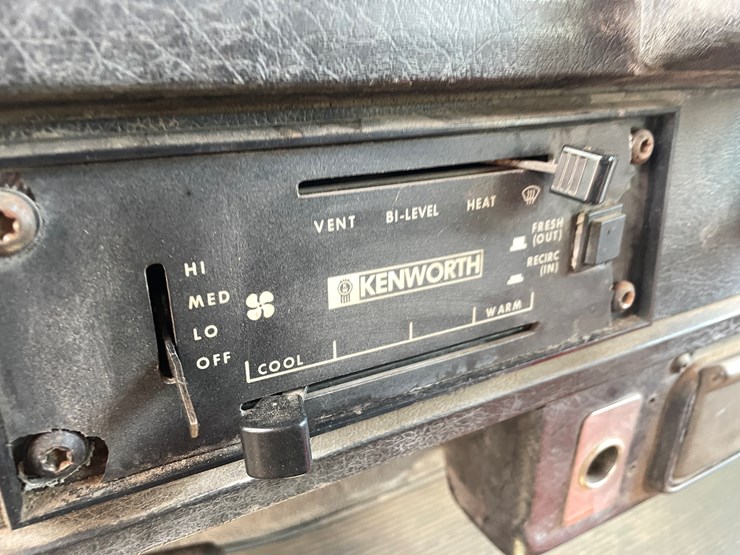 VENT BI-LEVEL HEAT
FRESH
(OUT)
RECIRC
(IN)
HI
MED
LO
OFF
KENWORTH
COOL WARM